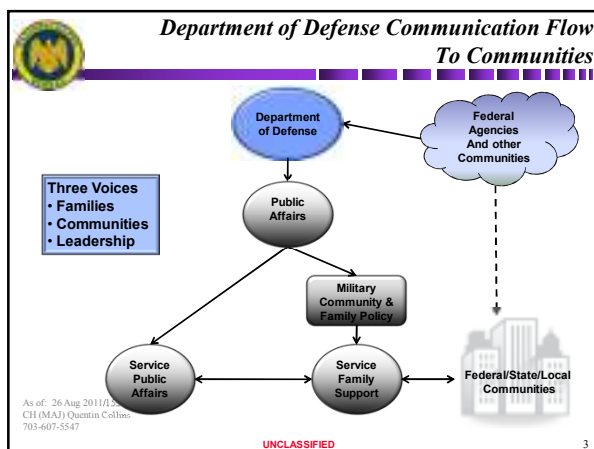 Department of Defense Communication Flow
To Communities
Department
of Defense
Federal
Agencies
And other
Communities
Three Voices
• Families
• Communities
• Leadership
Public
Affairs
Military
Community &
Family Policy
Service
Public
Affairs
Service
Family
Support
Federal/State/Local
Communities
As of: 26 Aug 2011/
CH (MAJ) Quentin Collins
703-607-5547
UNCLASSIFIED
3